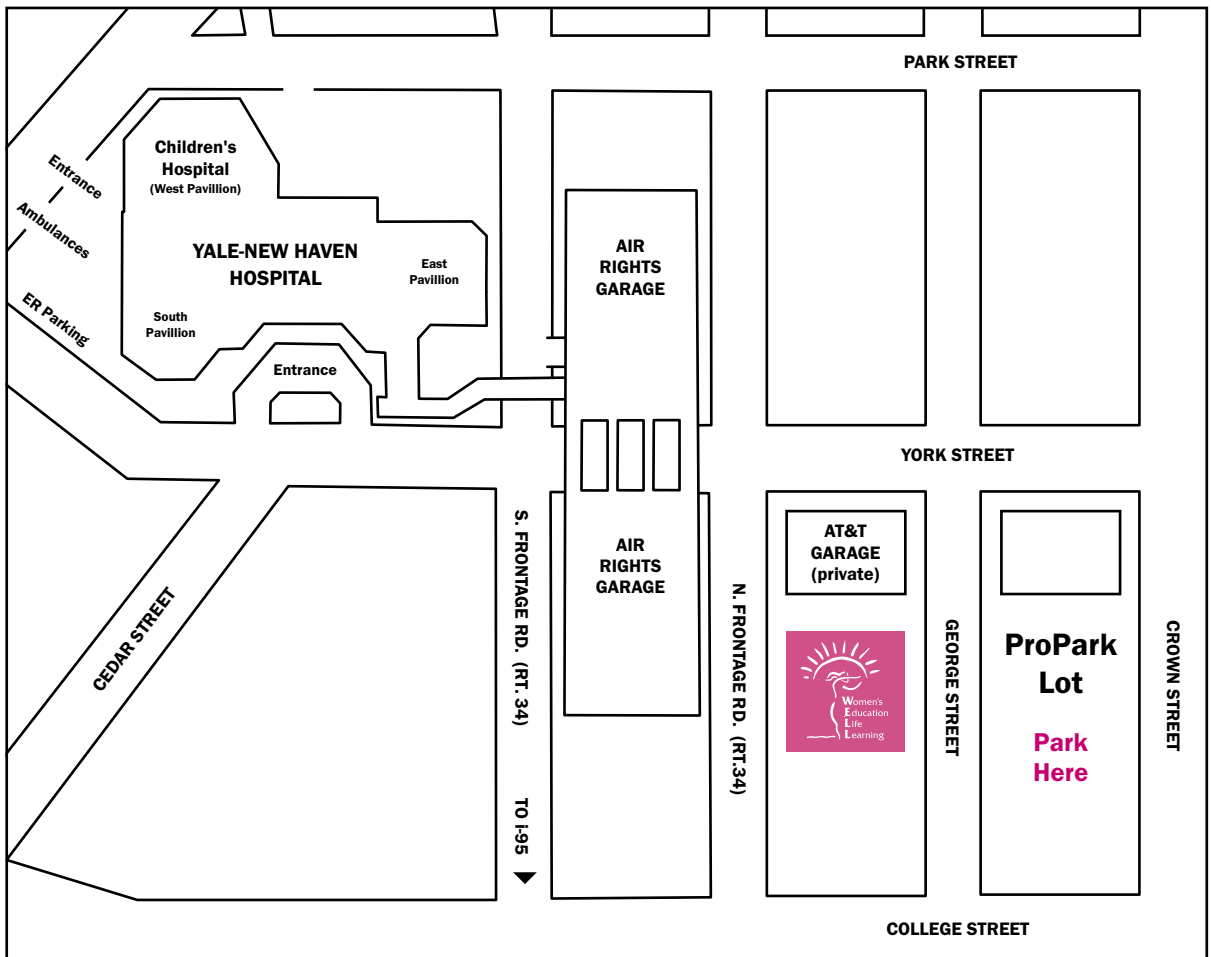 PARK STREET
Children's
Hospital
(West Pavillion)
Entrance
Ambulances
ER Parking
YALE-NEW HAVEN
HOSPITAL
East
Pavillion
South
Pavillion
Entrance
AIR
RIGHTS
GARAGE
YORK STREET
AIR
RIGHTS
GARAGE
AT&T
GARAGE
(private)
CEDAR STREET
S. FRONTAGE RD. (RT. 34)
TO i-95
N. FRONTAGE RD. (RT.34)
Women's
Education
Life
Learning
GEORGE STREET
ProPark
Lot
Park
Here
CROWN STREET
COLLEGE STREET